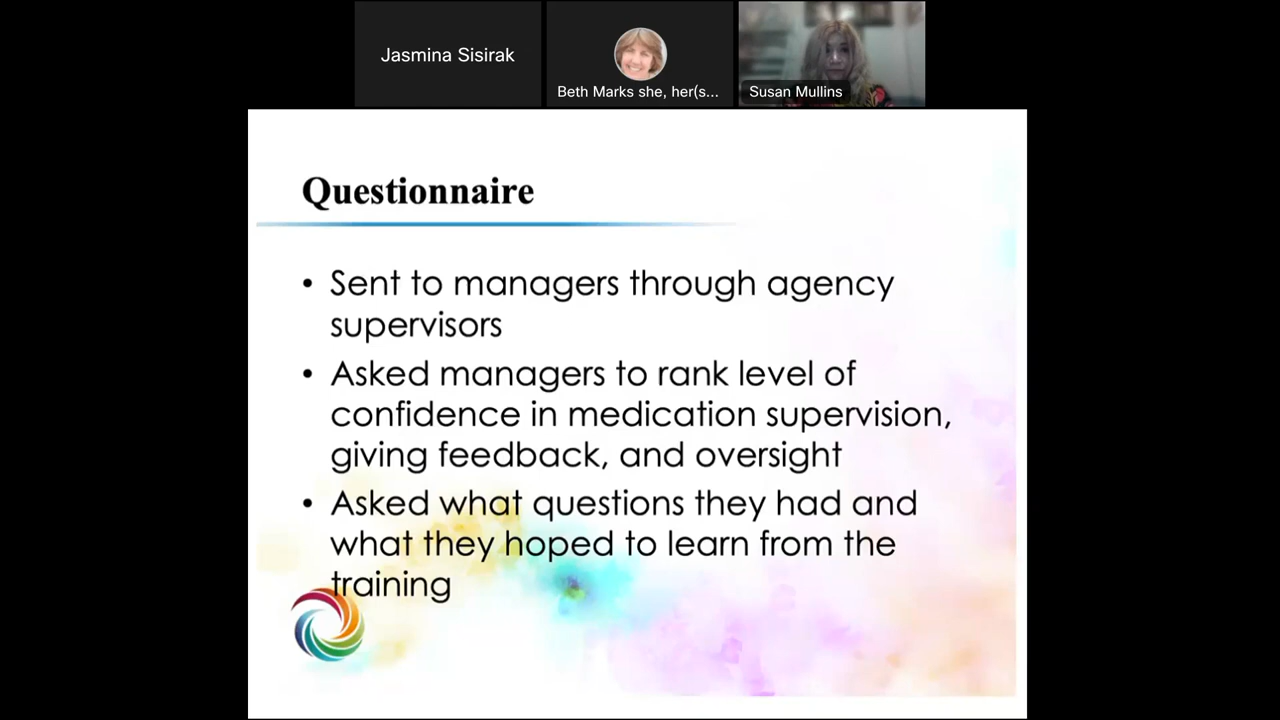 Jasmina Sisirak
Beth Marks she, her(s...
Susan Mullins
Questionnaire
• Sent to managers through agency
supervisors
• Asked managers to rank level of
confidence in medication supervision,
giving feedback, and oversight
• Asked what questions they had and
what they hoped to learn from the
training